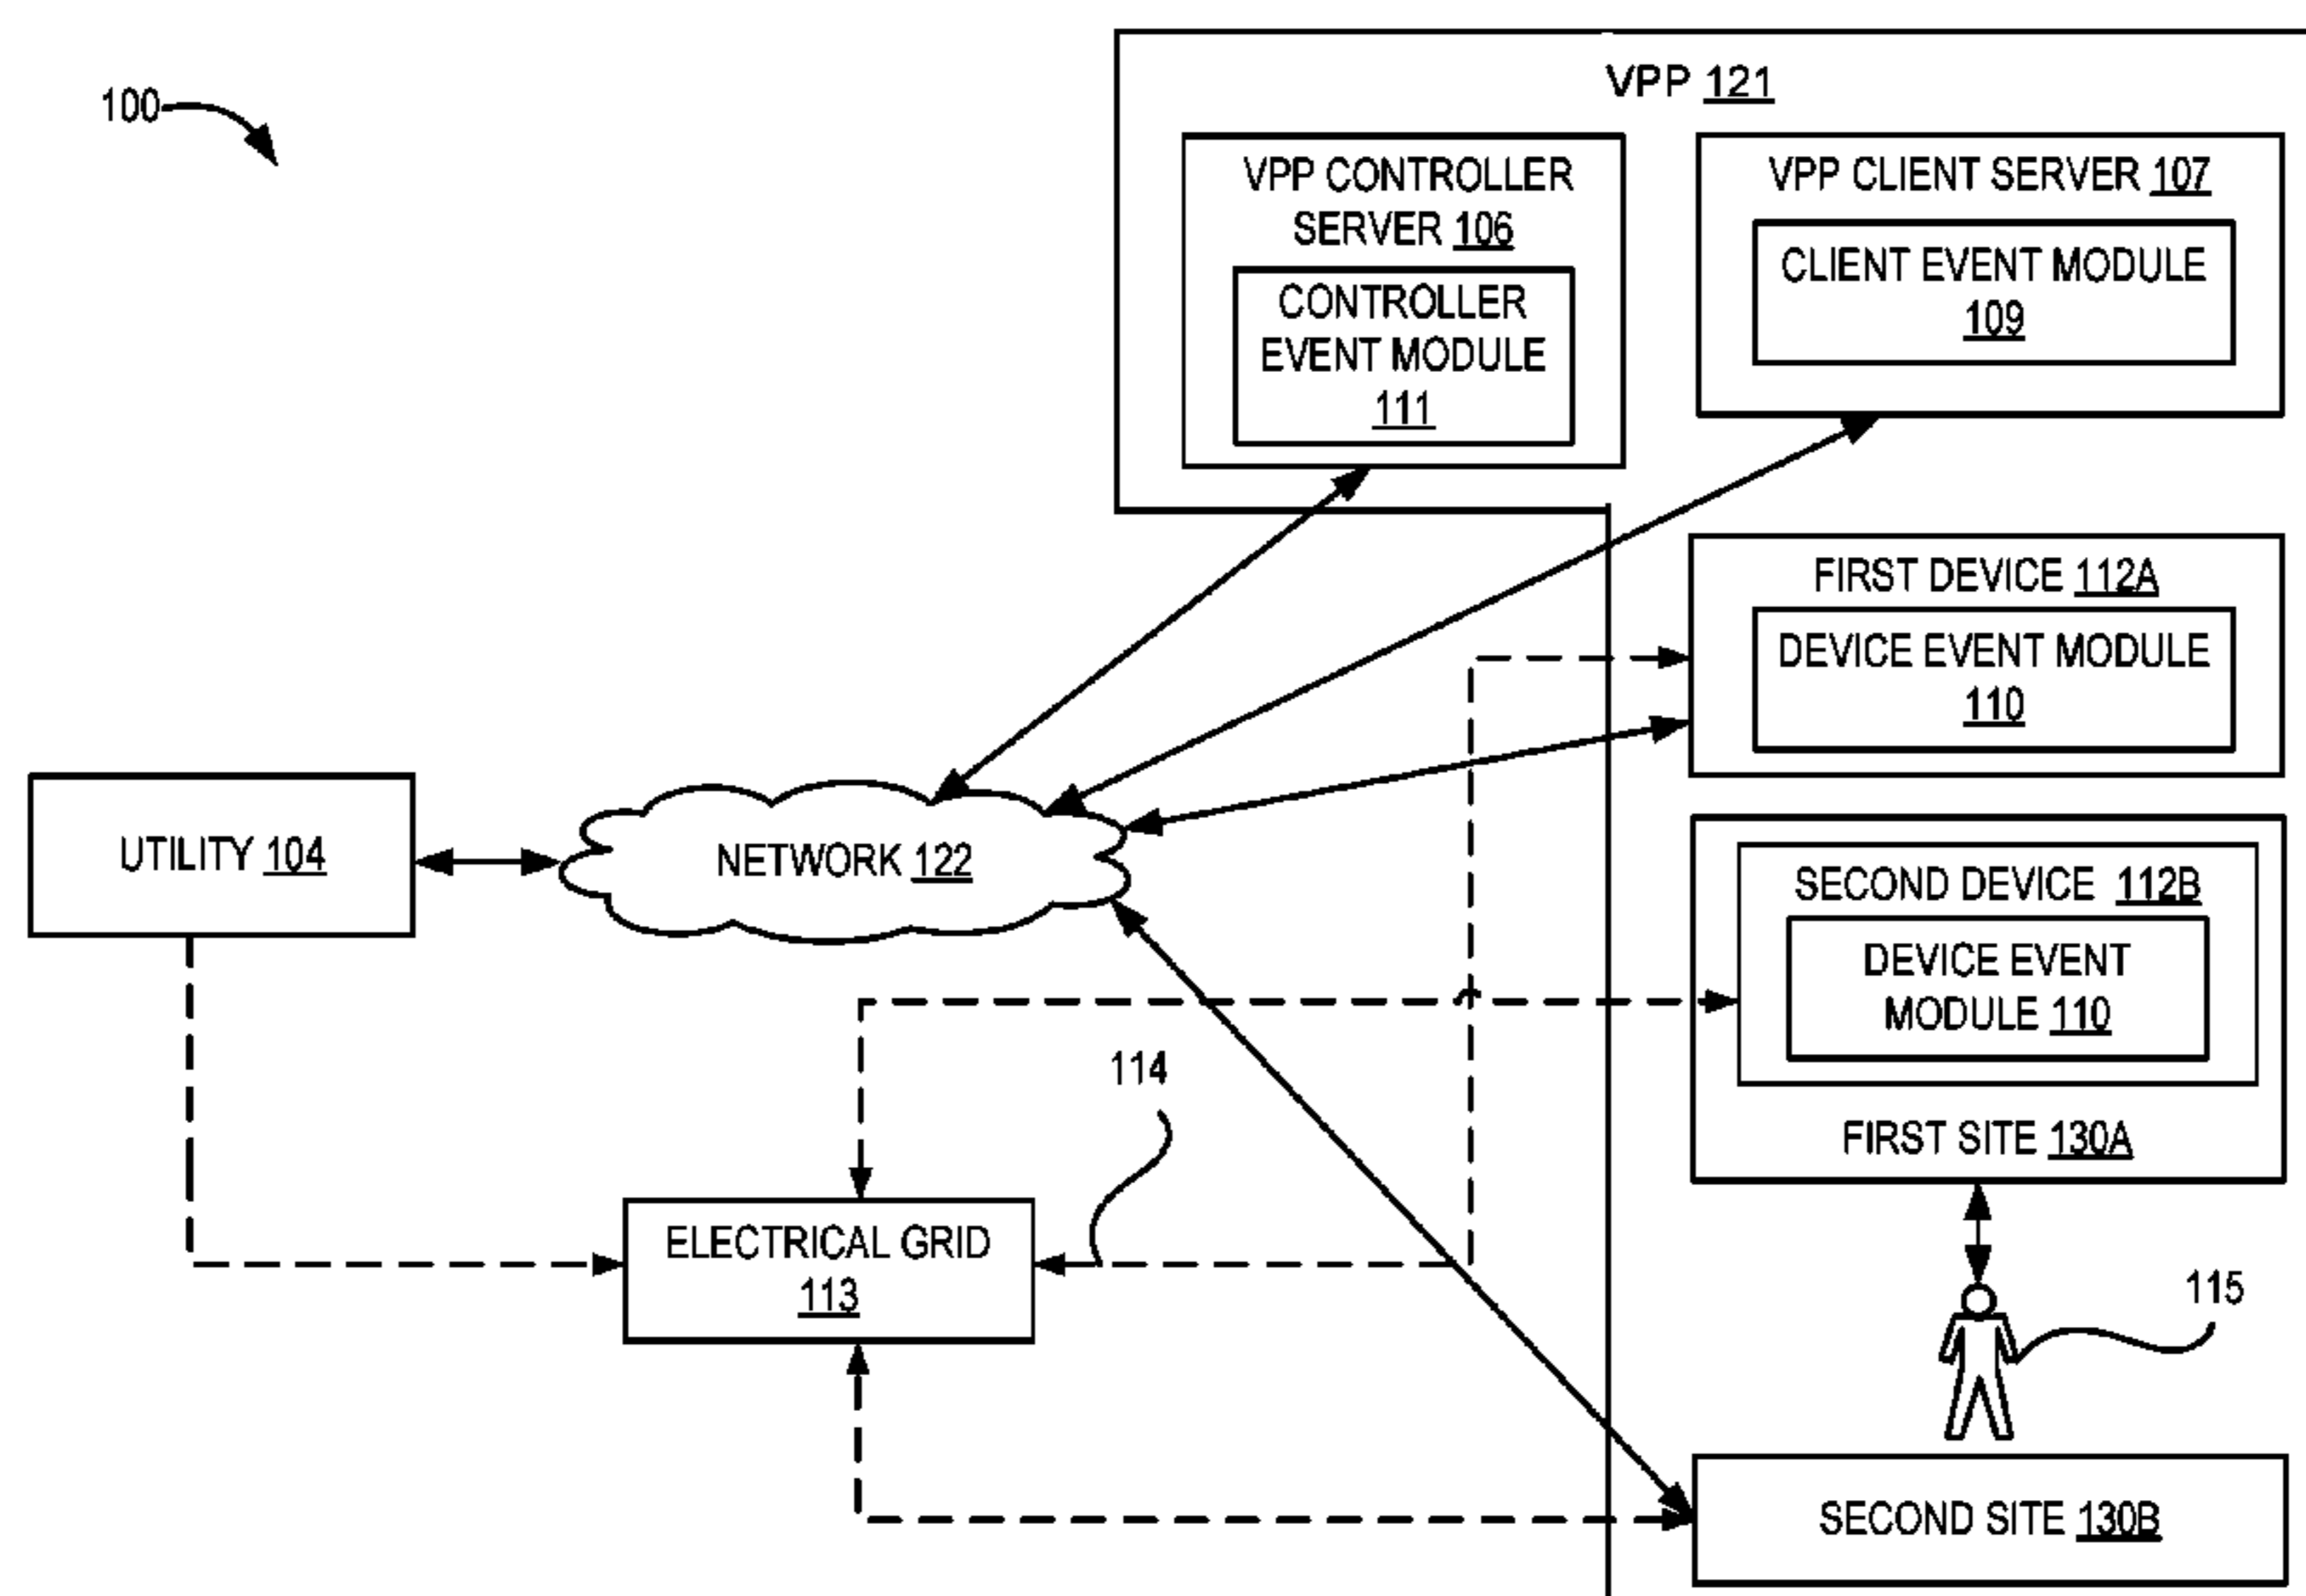 100
VPP 121
VPP CONTROLLER
SERVER 106
CONTROLLER
EVENT MODULE
111
VPP CLIENT SERVER 107
CLIENT EVENT MODULE
109
FIRST DEVICE 112A
DEVICE EVENT MODULE
110
UTILITY 104
NETWORK 122
SECOND DEVICE 112B
DEVICE EVENT
MODULE 110
FIRST SITE 130A
114
ELECTRICAL GRID
113
115
SECOND SITE 130B